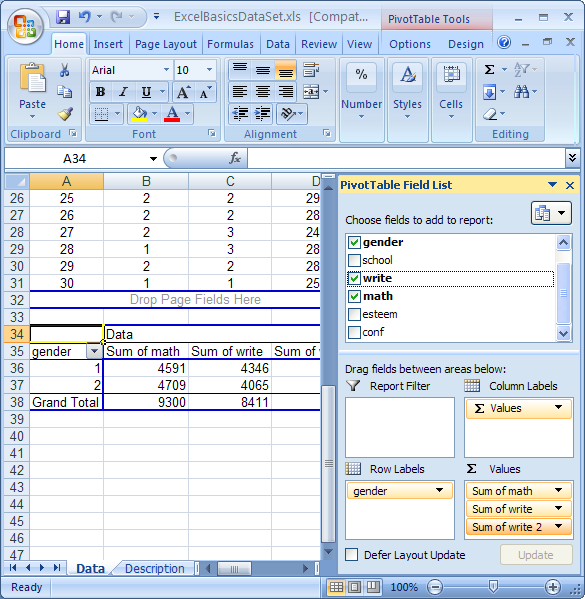 ExcelBasicsDataSet.xls [Compat... PivotTable Tools
Home Insert Page Layout Formulas Data Review View Options Design
Paste Arial 10 Number Styles Cells
B I U A A Σ
Clipboard Font Alignment Editing
A34 fx
A B C D
26 25 2 2 29
27 26 2 2 28
28 27 2 3 24
29 28 1 3 28
30 29 2 2 28
31 30 1 1 25
32 Drop Page Fields Here
33
34 Data
35 gender Sum of math Sum of write Sum of w
36 1 4591 4346
37 2 4709 4065
38 Grand Total 9300 8411
39
40
41
42
43
44
45
46
47
Data Description
Ready 100%
PivotTable Field List
Choose fields to add to report:
gender
school
write
math
esteem
conf
Drag fields between areas below:
Report Filter Column Labels
Σ Values
Row Labels Σ Values
gender Sum of math
Sum of write
Sum of write 2
Defer Layout Update Update